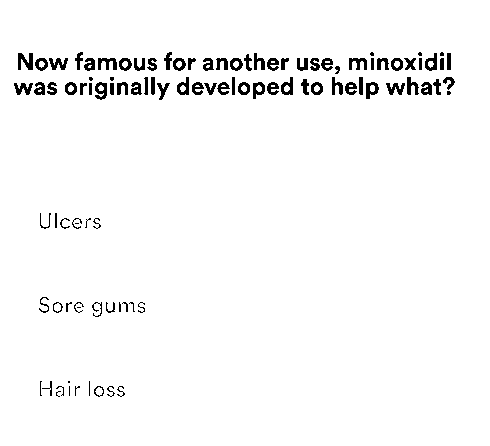 Now famous for another use, minoxidil
was originally developed to help what?
Ulcers
Sore gums
Hair loss